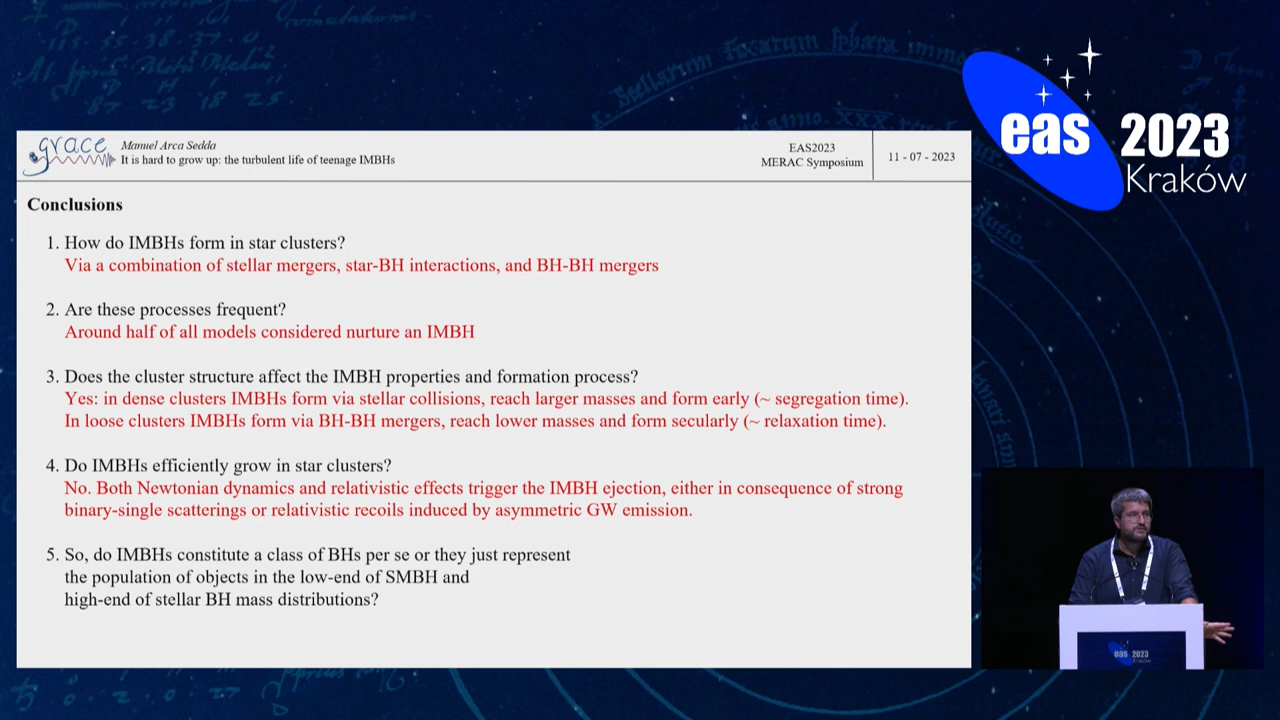 grace
Manuel Arca Sedda
It is hard to grow up: the turbulent life of teenage IMBHs
EAS2023
MERAC Symposium
11 - 07 - 2023
eas 2023
Kraków
Conclusions
1. How do IMBHs form in star clusters?
Via a combination of stellar mergers, star-BH interactions, and BH-BH mergers
2. Are these processes frequent?
Around half of all models considered nurture an IMBH
3. Does the cluster structure affect the IMBH properties and formation process?
Yes: in dense clusters IMBHs form via stellar collisions, reach larger masses and form early (~ segregation time).
In loose clusters IMBHs form via BH-BH mergers, reach lower masses and form secularly (~ relaxation time).
4. Do IMBHs efficiently grow in star clusters?
No. Both Newtonian dynamics and relativistic effects trigger the IMBH ejection, either in consequence of strong
binary-single scatterings or relativistic recoils induced by asymmetric GW emission.
5. So, do IMBHs constitute a class of BHs per se or they just represent
the population of objects in the low-end of SMBH and
high-end of stellar BH mass distributions?
eas 2023
Kraków